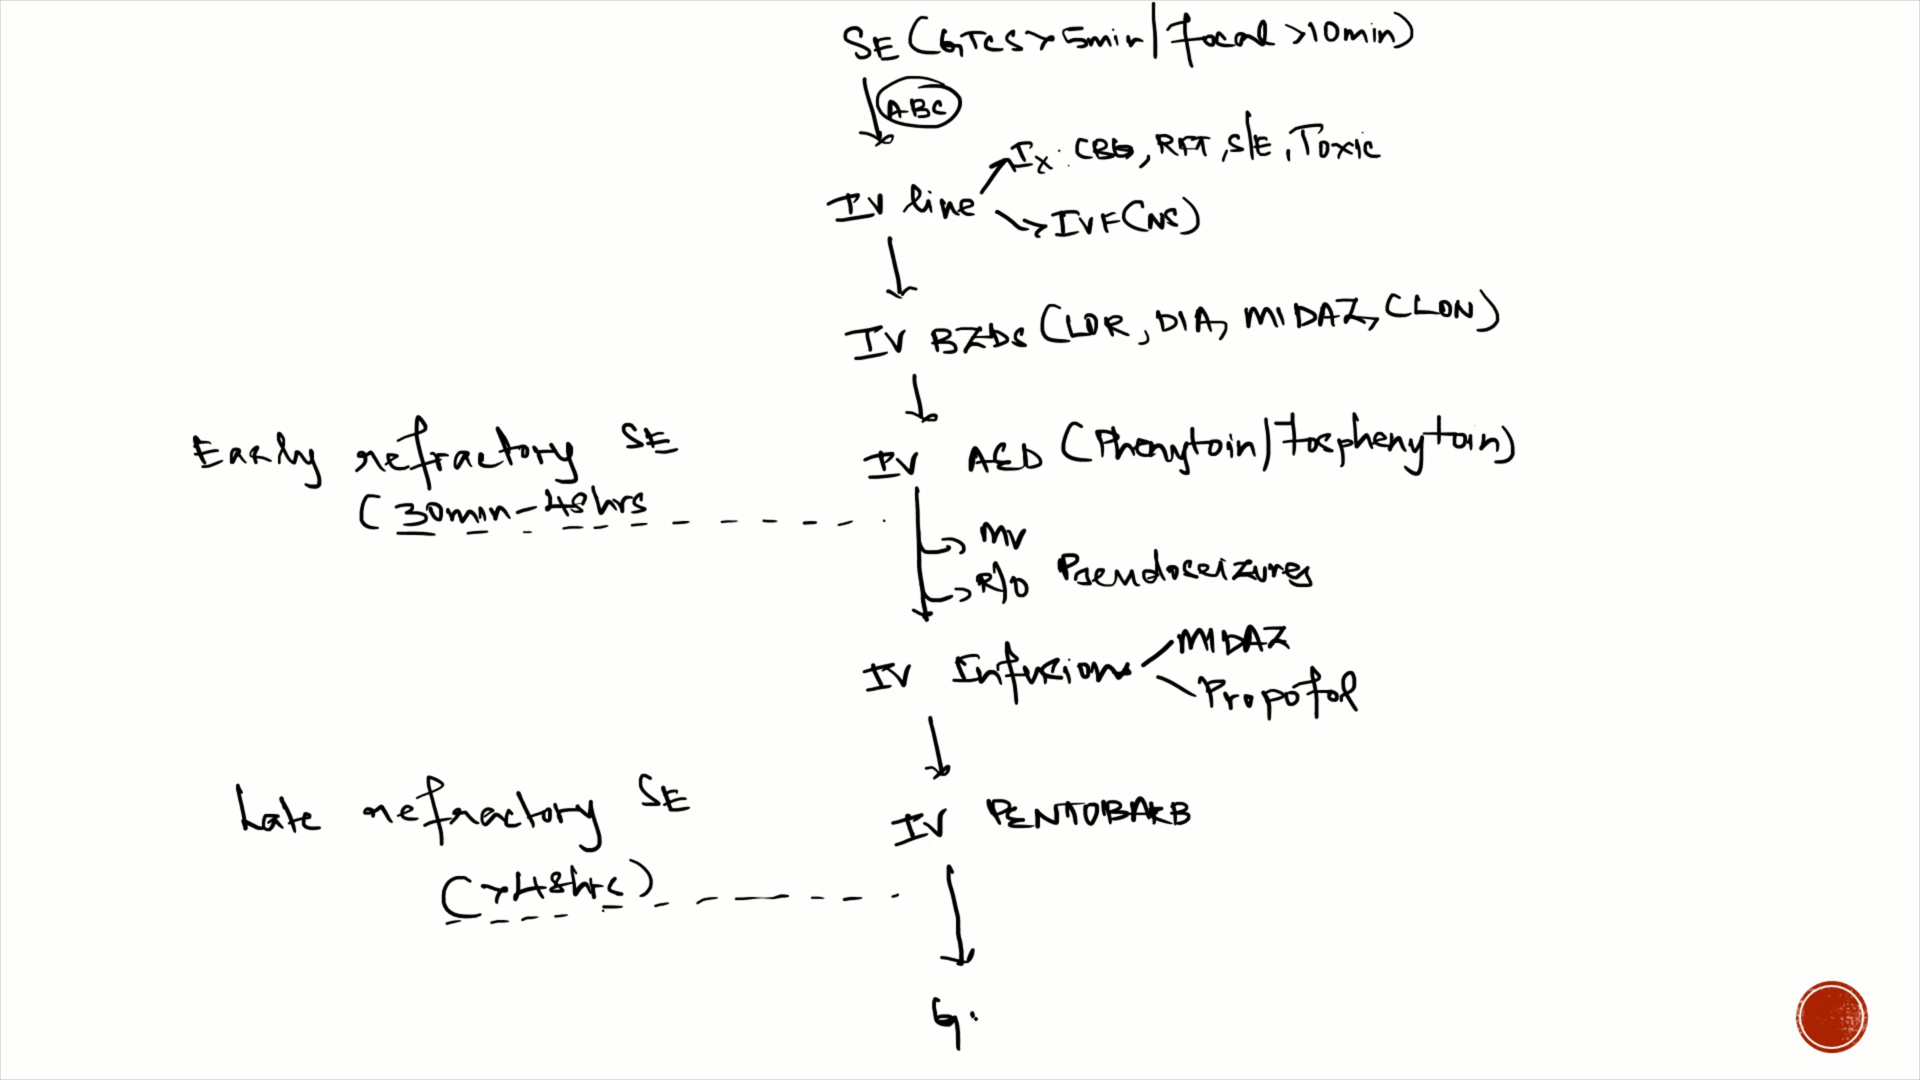 SE (GTCS > 5min / focal >10min)
ABC
Ix : CBG, RFT, S/E, Toxic
IV line
IVF (NS)
IV BZDS (LOR, DIA, MIDAZ, CLON)
Early refractory SE
(30min - 48hrs
IV AED (Phenytoin / Fosphenytoin)
MV
R/O Pseudoseizures
MIDAZ
IV Infusions
Propofol
Late refractory SE
(>48hrs)
IV PENTOBARB
G.